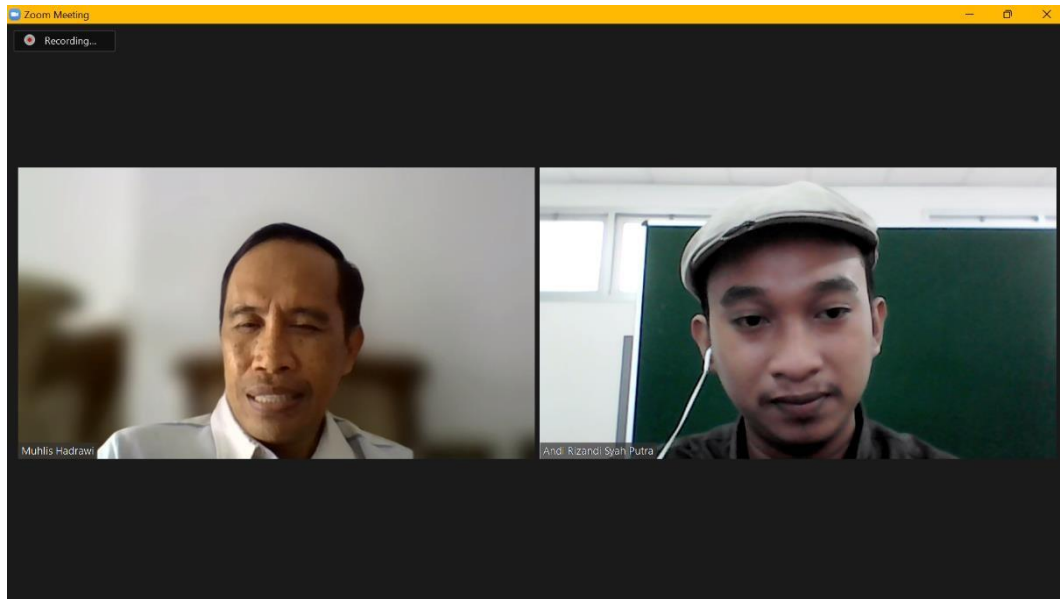 Zoom Meeting
Recording...
Muhlis Hadrawi
Andi Rizandi Syah Putra